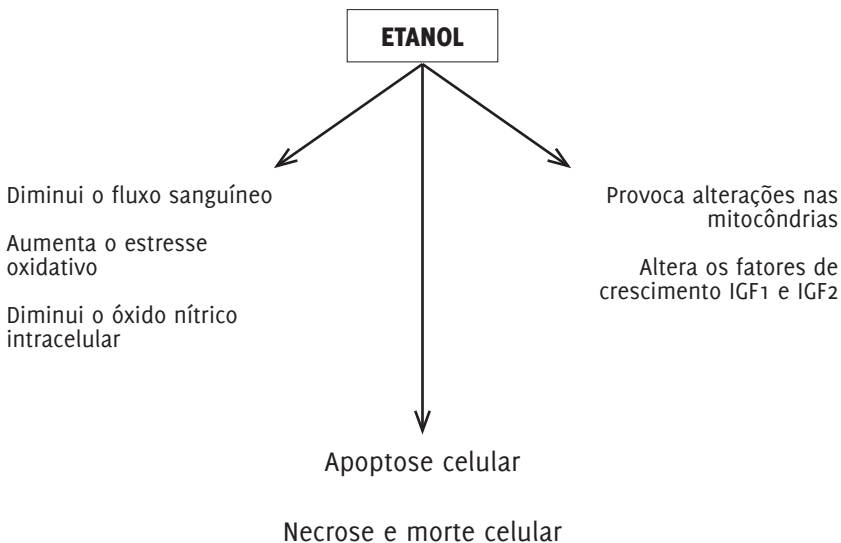 ETANOL
Diminui o fluxo sanguíneo
Aumenta o estresse
oxidativo
Diminui o óxido nítrico
intracelular
Provoca alterações nas
mitocôndrias
Altera os fatores de
crescimento IGF1 e IGF2
Apoptose celular
Necrose e morte celular